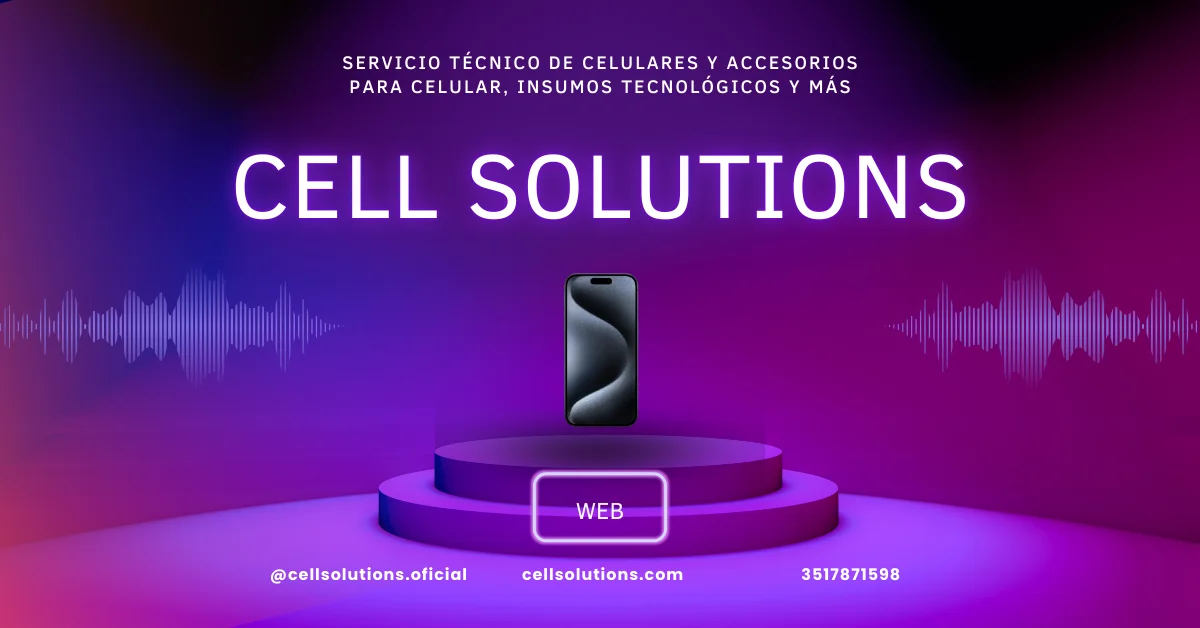 SERVICIO TÉCNICO DE CELULARES Y ACCESORIOS
PARA CELULAR, INSUMOS TECNOLÓGICOS Y MÁS
CELL SOLUTIONS
WEB
@cellsolutions.oficial cellsolutions.com 3517871598